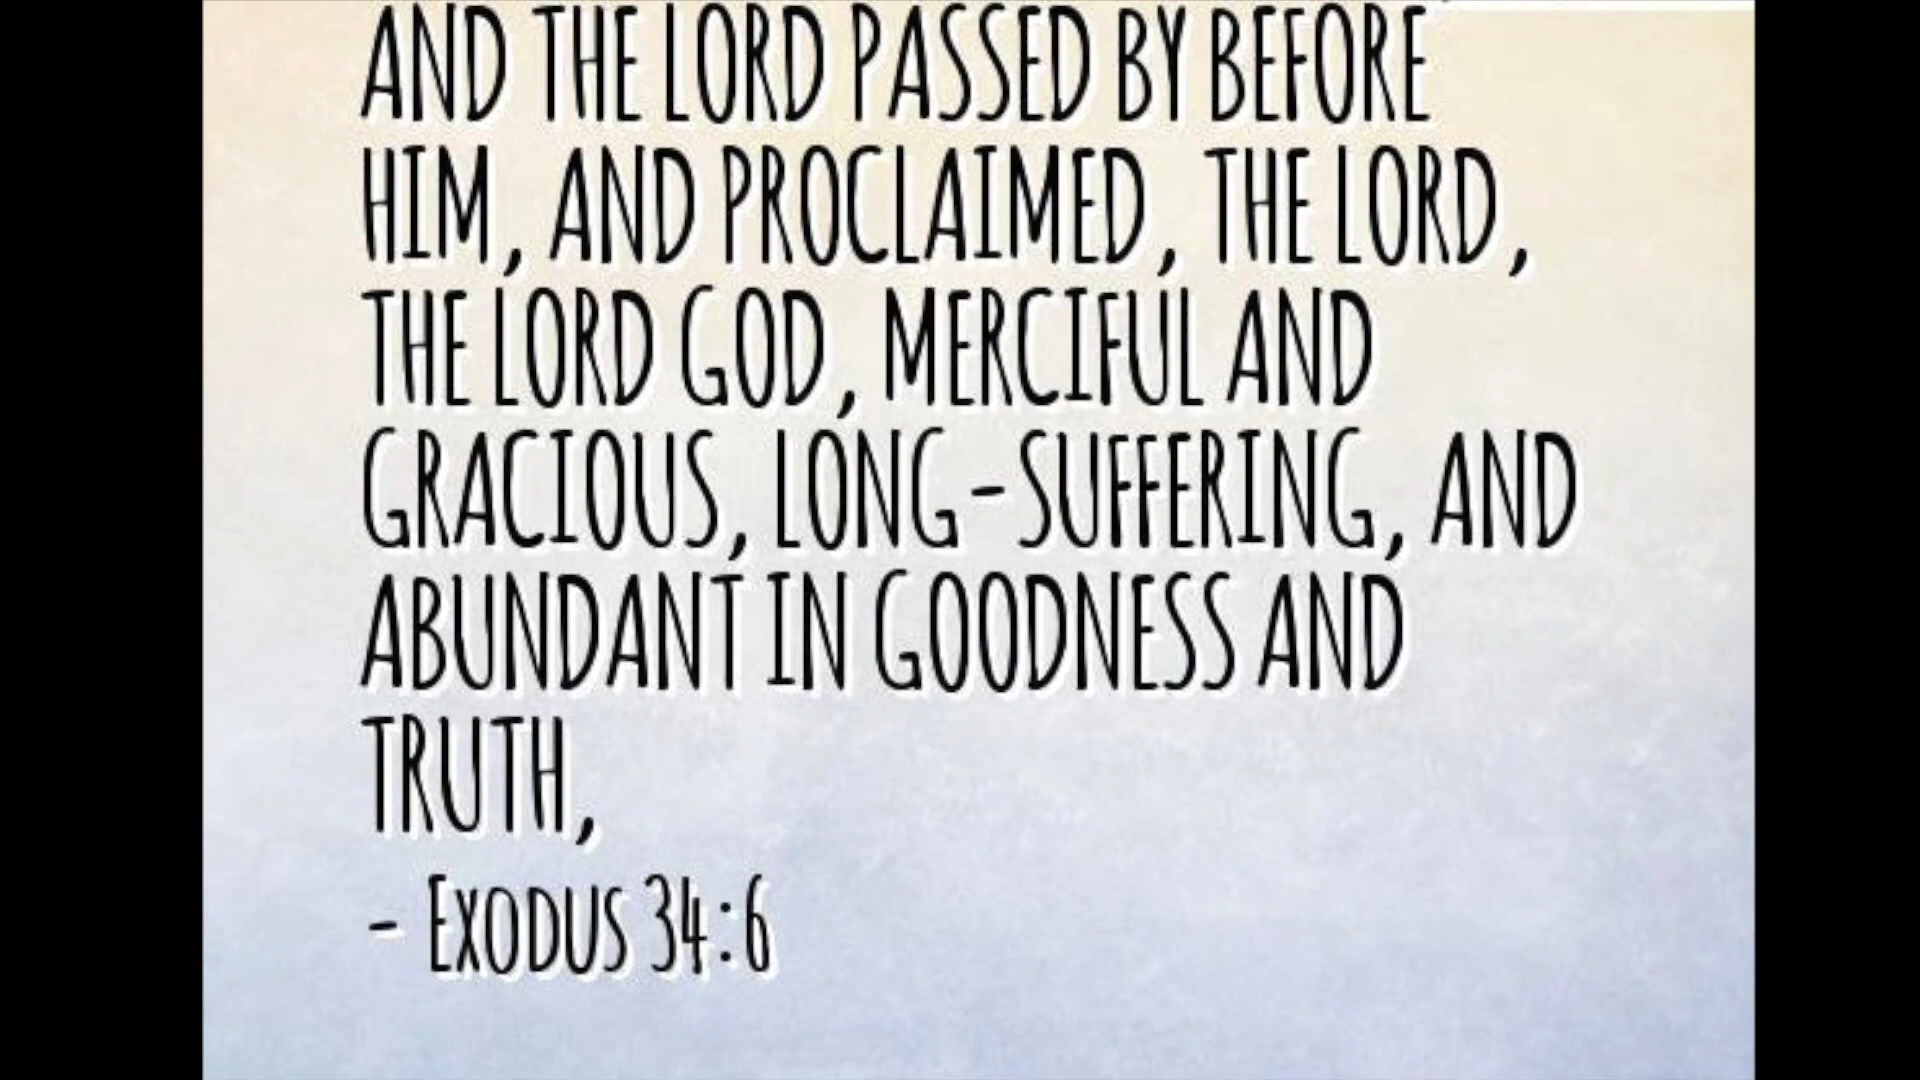 AND THE LORD PASSED BY BEFORE
HIM, AND PROCLAIMED, THE LORD,
THE LORD GOD, MERCIFUL AND
GRACIOUS, LONG-SUFFERING, AND
ABUNDANT IN GOODNESS AND
TRUTH,
- EXODUS 34:6